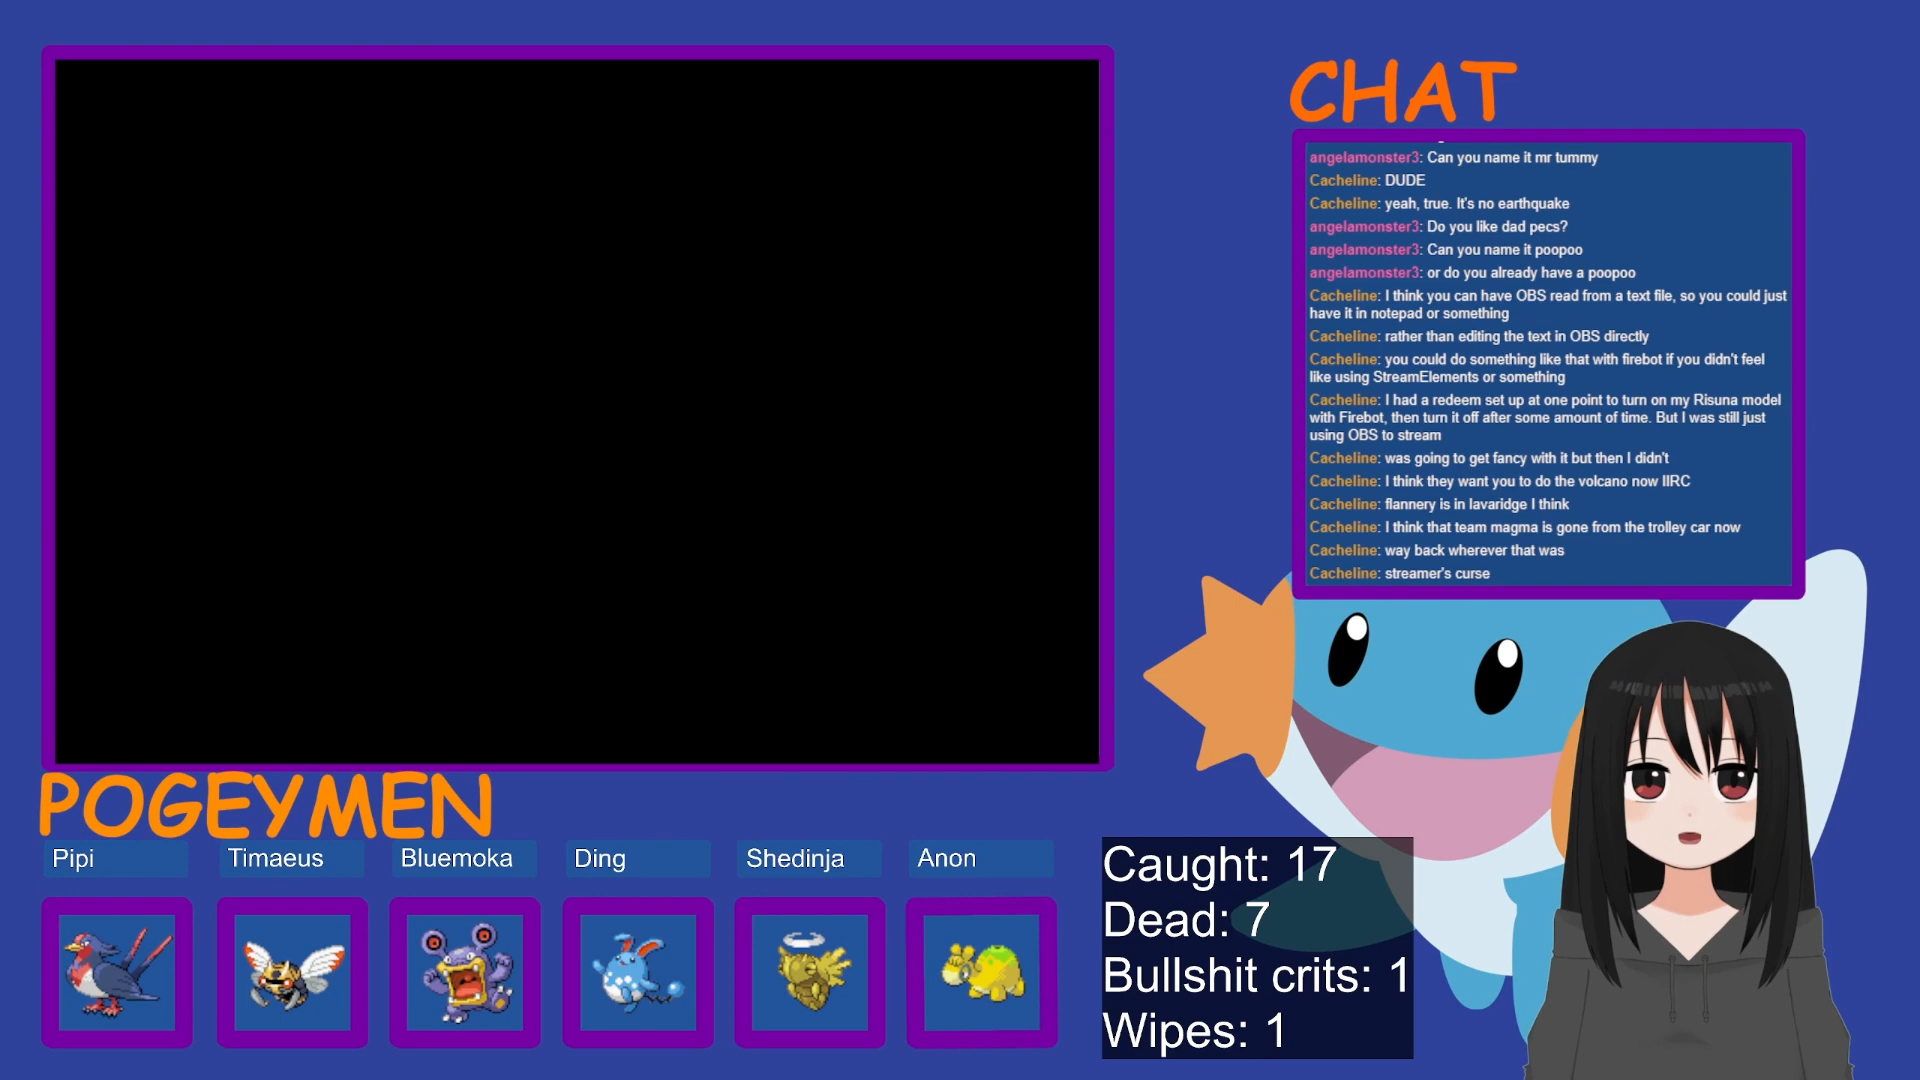 CHAT
angelamonster3: Can you name it mr tummy
Cacheline: DUDE
Cacheline: yeah, true. It's no earthquake
angelamonster3: Do you like dad pecs?
angelamonster3: Can you name it poopoo
angelamonster3: or do you already have a poopoo
Cacheline: I think you can have OBS read from a text file, so you could just
have it in notepad or something
Cacheline: rather than editing the text in OBS directly
Cacheline: you could do something like that with firebot if you didn't feel
like using StreamElements or something
Cacheline: I had a redeem set up at one point to turn on my Risuna model
with Firebot, then turn it off after some amount of time. But I was still just
using OBS to stream
Cacheline: was going to get fancy with it but then I didn't
Cacheline: I think they want you to do the volcano now IIRC
Cacheline: flannery is in lavaridge I think
Cacheline: I think that team magma is gone from the trolley car now
Cacheline: way back wherever that was
Cacheline: streamer's curse
POGEYMEN
Pipi
Timaeus
Bluemoka
Ding
Shedinja
Anon
Caught: 17
Dead: 7
Bullshit crits: 1
Wipes: 1